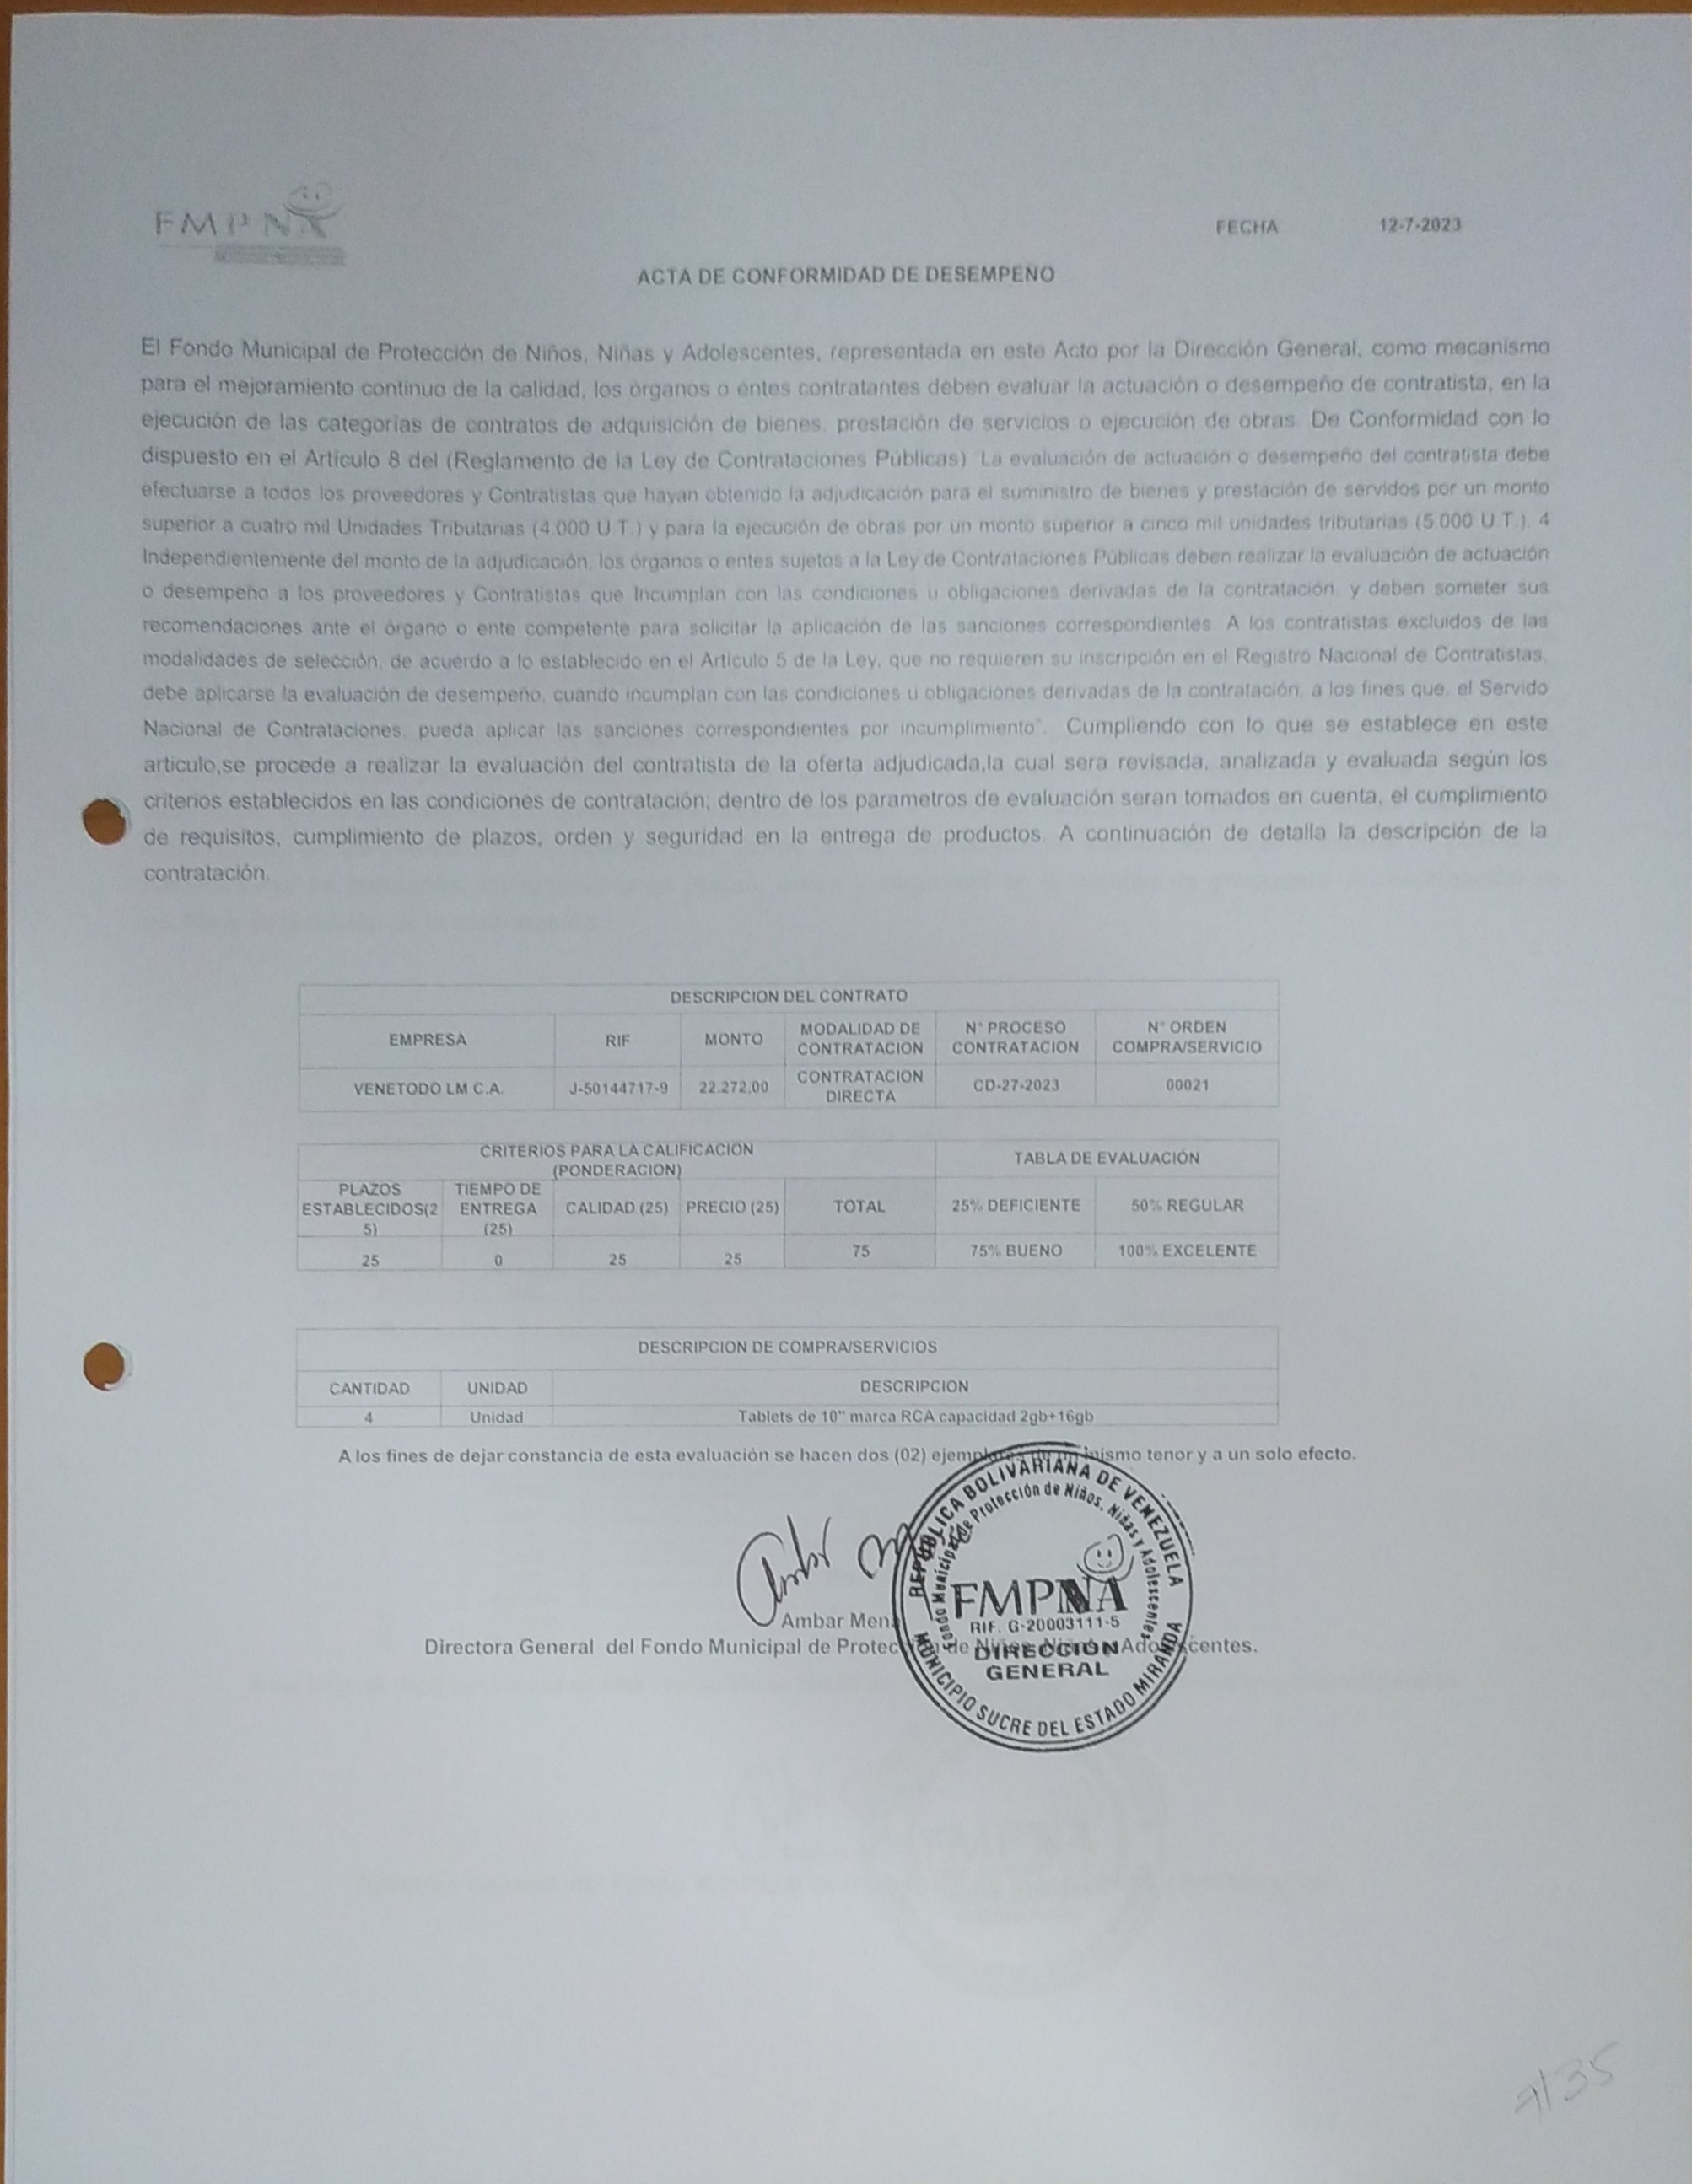 FMPNA
FECHA 12-7-2023
ACTA DE CONFORMIDAD DE DESEMPEÑO
El Fondo Municipal de Protección de Niños, Niñas y Adolescentes, representada en este Acto por la Dirección General, como mecanismo
para el mejoramiento continuo de la calidad, los órganos o entes contratantes deben evaluar la actuación o desempeño de contratista, en la
ejecución de las categorías de contratos de adquisición de bienes, prestación de servicios o ejecución de obras. De Conformidad con lo
dispuesto en el Artículo 8 del (Reglamento de la Ley de Contrataciones Públicas) "La evaluación de actuación o desempeño del contratista debe
efectuarse a todos los proveedores y Contratistas que hayan obtenido la adjudicación para el suministro de bienes y prestación de servidos por un monto
superior a cuatro mil Unidades Tributarias (4.000 U.T.) y para la ejecución de obras por un monto superior a cinco mil unidades tributarias (5.000 U.T.). 4
Independientemente del monto de la adjudicación, los órganos o entes sujetos a la Ley de Contrataciones Públicas deben realizar la evaluación de actuación
o desempeño a los proveedores y Contratistas que Incumplan con las condiciones u obligaciones derivadas de la contratación, y deben someter sus
recomendaciones ante el órgano o ente competente para solicitar la aplicación de las sanciones correspondientes. A los contratistas excluidos de las
modalidades de selección, de acuerdo a lo establecido en el Artículo 5 de la Ley, que no requieren su inscripción en el Registro Nacional de Contratistas,
debe aplicarse la evaluación de desempeño, cuando incumplan con las condiciones u obligaciones derivadas de la contratación, a los fines que, el Servido
Nacional de Contrataciones, pueda aplicar las sanciones correspondientes por incumplimiento". Cumpliendo con lo que se establece en este
articulo,se procede a realizar la evaluación del contratista de la oferta adjudicada,la cual sera revisada, analizada y evaluada según los
criterios establecidos en las condiciones de contratación; dentro de los parametros de evaluación seran tomados en cuenta, el cumplimiento
de requisitos, cumplimiento de plazos, orden y seguridad en la entrega de productos. A continuación de detalla la descripción de la
contratación.
DESCRIPCION DEL CONTRATO
EMPRESA RIF MONTO MODALIDAD DE CONTRATACION N° PROCESO CONTRATACION N° ORDEN COMPRA/SERVICIO
VENETODO LM C.A. J-50144717-9 22.272,00 CONTRATACION DIRECTA CD-27-2023 00021
CRITERIOS PARA LA CALIFICACION (PONDERACION) TABLA DE EVALUACIÓN
PLAZOS ESTABLECIDOS(25) TIEMPO DE ENTREGA (25) CALIDAD (25) PRECIO (25) TOTAL 25% DEFICIENTE 50% REGULAR
25 0 25 25 75 75% BUENO 100% EXCELENTE
DESCRIPCION DE COMPRA/SERVICIOS
CANTIDAD UNIDAD DESCRIPCION
4 Unidad Tablets de 10" marca RCA capacidad 2gb+16gb
A los fines de dejar constancia de esta evaluación se hacen dos (02) ejemplares de un mismo tenor y a un solo efecto.
Ambar Mena
Directora General del Fondo Municipal de Protección de Niños, Niñas y Adolescentes.
REPUBLICA BOLIVARIANA DE VENEZUELA
Fondo Municipal de Protección de Niños, Niñas y Adolescentes
FMPNA
RIF. G-20003111-5
DIRECCIÓN
GENERAL
MUNICIPIO SUCRE DEL ESTADO MIRANDA